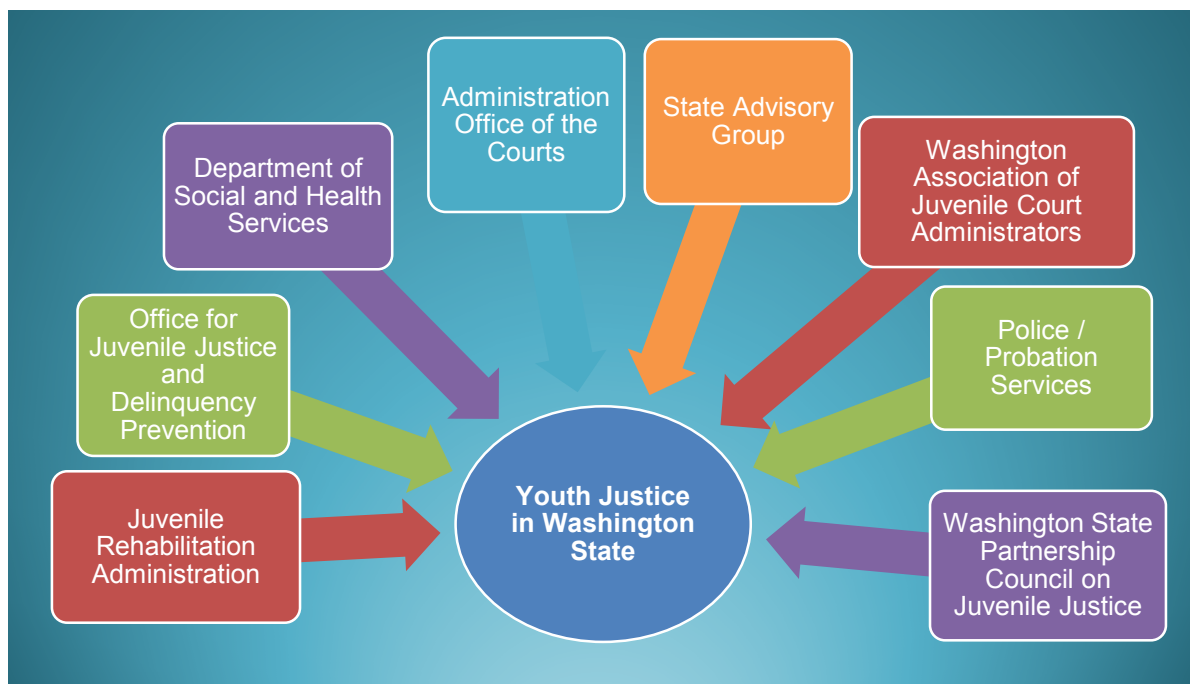 Administration
Office of the
Courts
State Advisory
Group
Washington
Association of
Juvenile Court
Administrators
Department of
Social and Health
Services
Office for
Juvenile Justice
and
Delinquency
Prevention
Police /
Probation
Services
Juvenile
Rehabilitation
Administration
Youth Justice
in Washington
State
Washington State
Partnership
Council on
Juvenile Justice